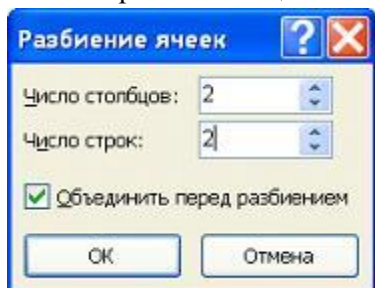 Разбиение ячеек
Число столбцов: 2
Число строк: 2
Объединить перед разбиением
ОК Отмена